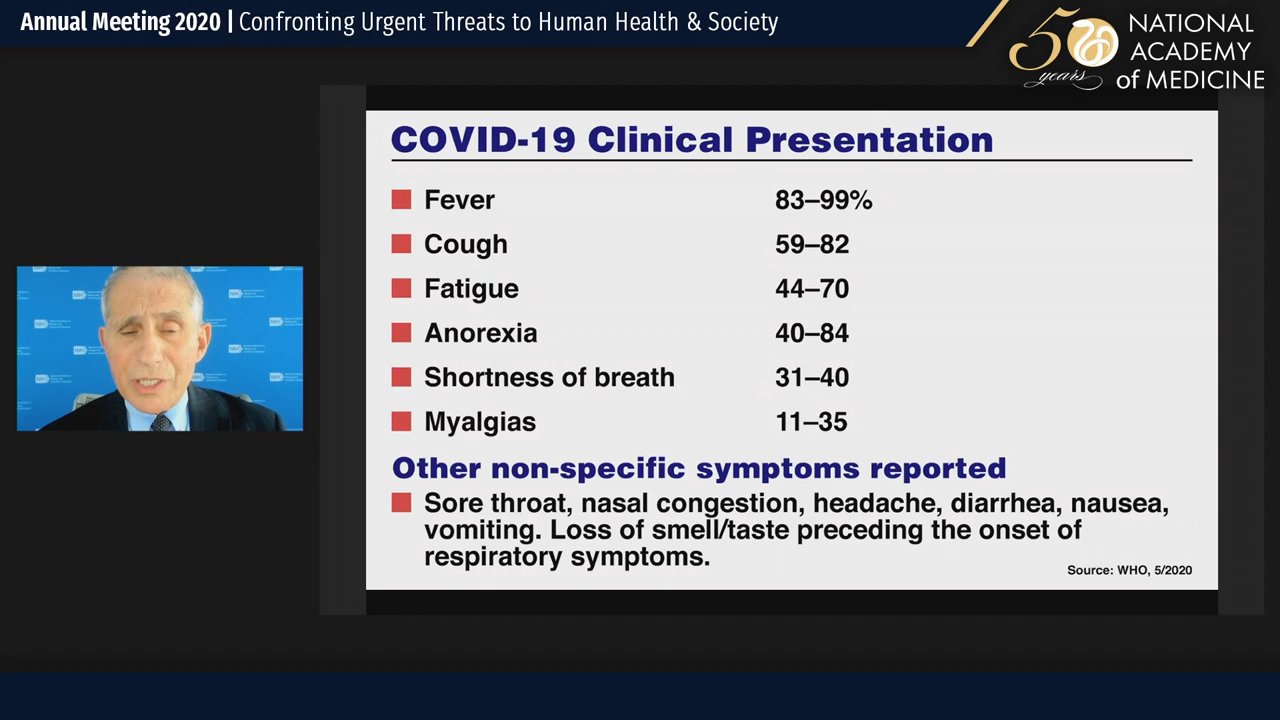 Annual Meeting 2020 | Confronting Urgent Threats to Human Health & Society
50 years
NATIONAL
ACADEMY
of MEDICINE
COVID-19 Clinical Presentation
Fever 83–99%
Cough 59–82
Fatigue 44–70
Anorexia 40–84
Shortness of breath 31–40
Myalgias 11–35
Other non-specific symptoms reported
Sore throat, nasal congestion, headache, diarrhea, nausea,
vomiting. Loss of smell/taste preceding the onset of
respiratory symptoms.
Source: WHO, 5/2020
NIH